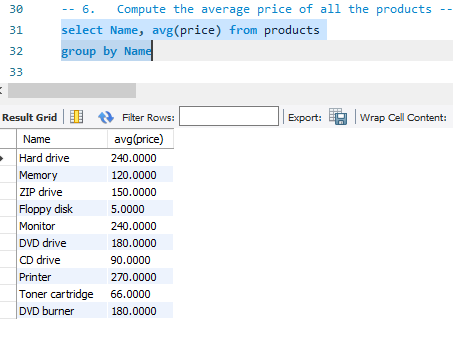 30 -- 6. Compute the average price of all the products --
31 select Name, avg(price) from products
32 group by Name
33
Result Grid Filter Rows: Export: Wrap Cell Content:
Name avg(price)
Hard drive 240.0000
Memory 120.0000
ZIP drive 150.0000
Floppy disk 5.0000
Monitor 240.0000
DVD drive 180.0000
CD drive 90.0000
Printer 270.0000
Toner cartridge 66.0000
DVD burner 180.0000